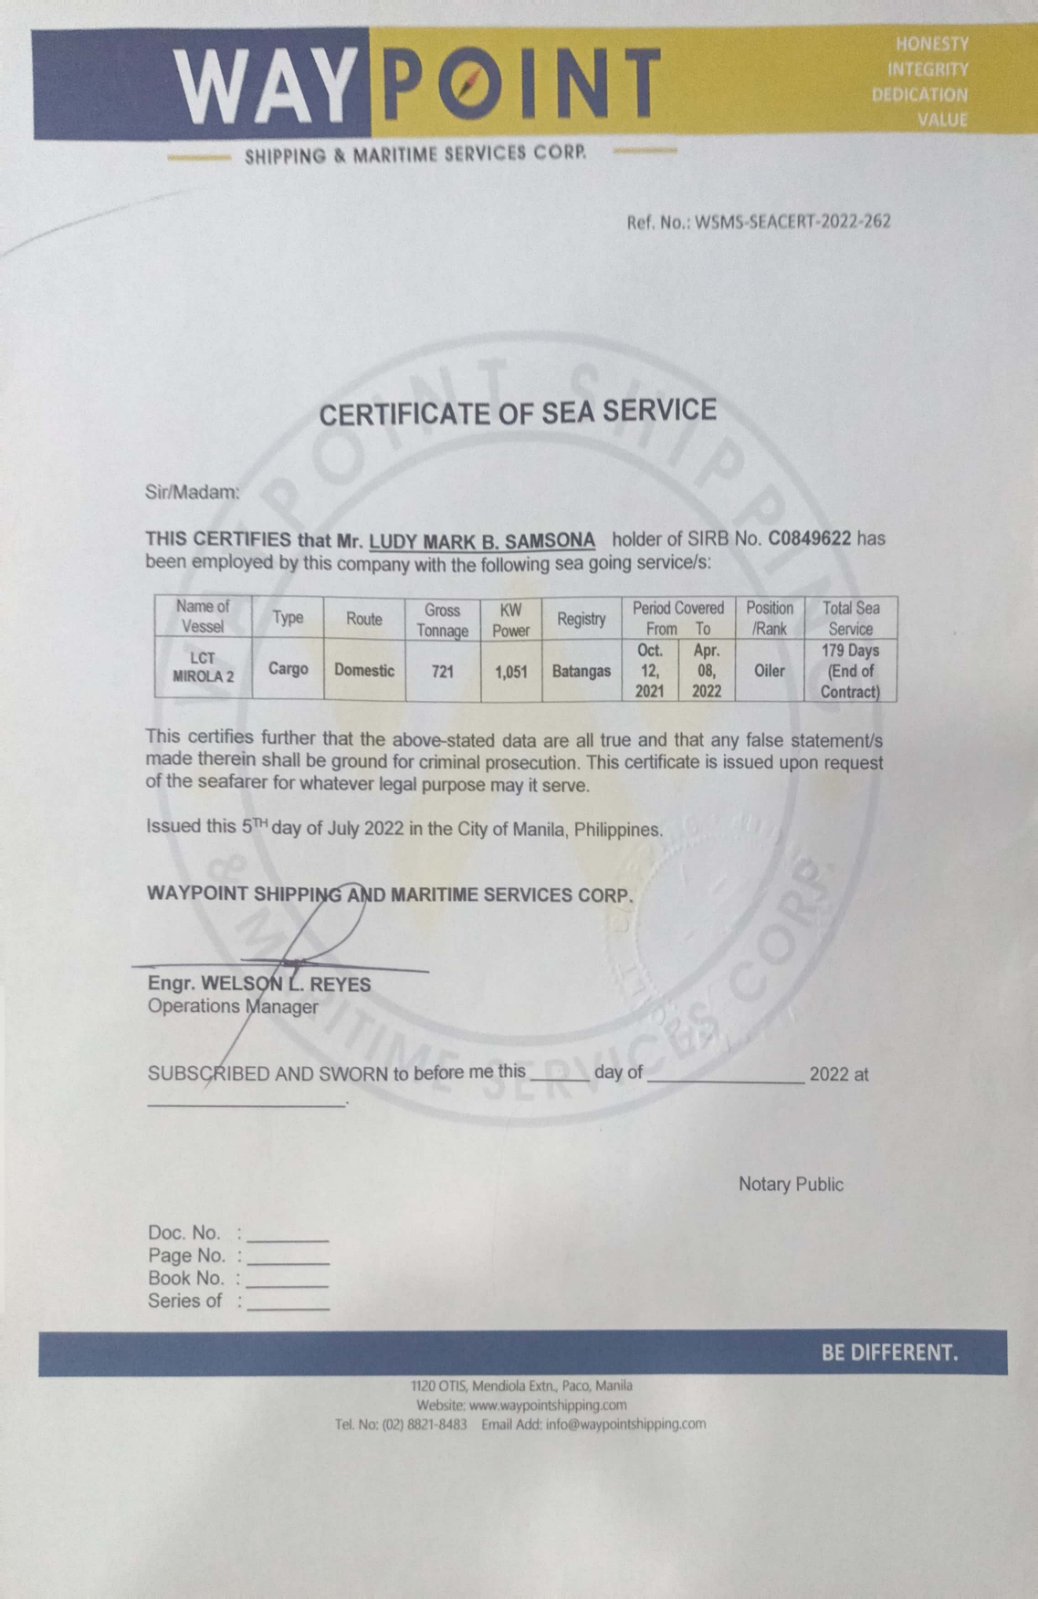 WAYPOINT
SHIPPING & MARITIME SERVICES CORP.
HONESTY
INTEGRITY
DEDICATION
VALUE
Ref. No.: WSMS-SEACERT-2022-262
WAYPOINT SHIPPING & MARITIME SERVICES CORP.
CERTIFICATE OF SEA SERVICE
Sir/Madam:
THIS CERTIFIES that Mr. LUDY MARK B. SAMSONA holder of SIRB No. C0849622 has
been employed by this company with the following sea going service/s:
Name of Vessel Type Route Gross Tonnage KW Power Registry Period Covered From To Position /Rank Total Sea Service
LCT MIROLA 2 Cargo Domestic 721 1,051 Batangas Oct. 12, 2021 Apr. 08, 2022 Oiler 179 Days (End of Contract)
This certifies further that the above-stated data are all true and that any false statement/s
made therein shall be ground for criminal prosecution. This certificate is issued upon request
of the seafarer for whatever legal purpose may it serve.
Issued this 5TH day of July 2022 in the City of Manila, Philippines.
WAYPOINT SHIPPING AND MARITIME SERVICES CORP.
Engr. WELSON L. REYES
Operations Manager
SUBSCRIBED AND SWORN to before me this ______ day of ________________ 2022 at
____________________.
Notary Public
Doc. No. : ________
Page No. : ________
Book No. : ________
Series of : ________
BE DIFFERENT.
1120 OTIS, Mendiola Extn., Paco, Manila
Website: www.waypointshipping.com
Tel. No: (02) 8821-8483 Email Add: info@waypointshipping.com